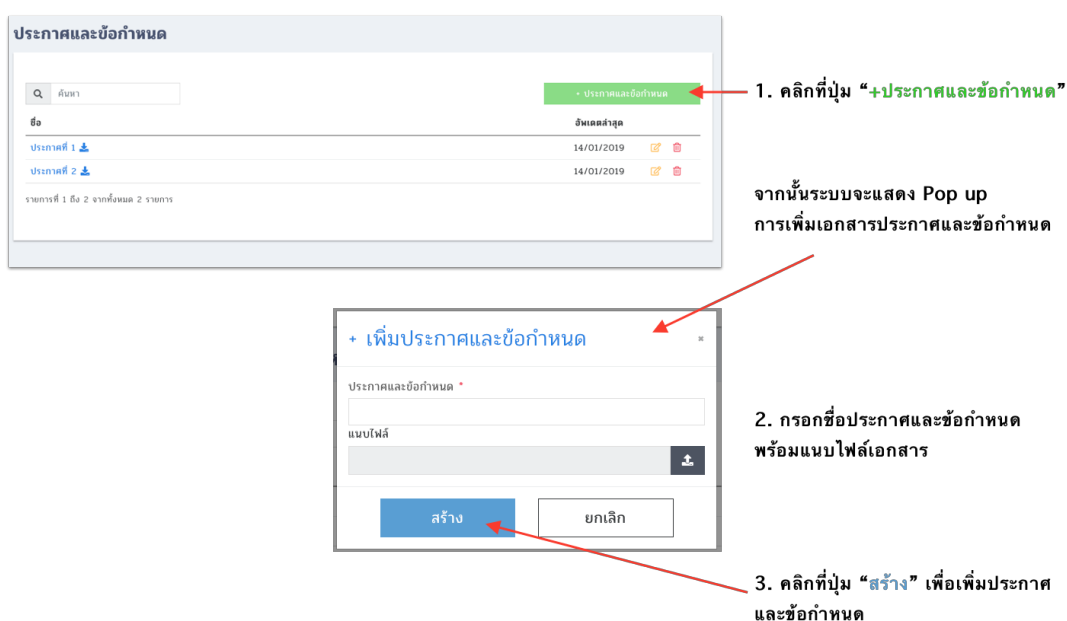 ประกาศและข้อกำหนด
ค้นหา
+ ประกาศและข้อกำหนด
1. คลิกที่ปุ่ม “+ประกาศและข้อกำหนด”
ชื่อ
อัพเดตล่าสุด
ประกาศที่ 1
14/01/2019
ประกาศที่ 2
14/01/2019
รายการที่ 1 ถึง 2 จากทั้งหมด 2 รายการ
จากนั้นระบบจะแสดง Pop up
การเพิ่มเอกสารประกาศและข้อกำหนด
+ เพิ่มประกาศและข้อกำหนด
ประกาศและข้อกำหนด *
แนบไฟล์
2. กรอกชื่อประกาศและข้อกำหนด
พร้อมแนบไฟล์เอกสาร
สร้าง
ยกเลิก
3. คลิกที่ปุ่ม “สร้าง” เพื่อเพิ่มประกาศ
และข้อกำหนด